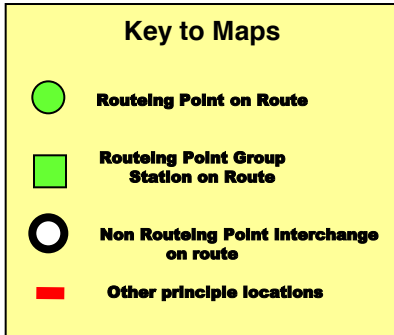 Key to Maps
Routeing Point on Route
Routeing Point Group
Station on Route
Non Routeing Point Interchange
on route
Other principle locations